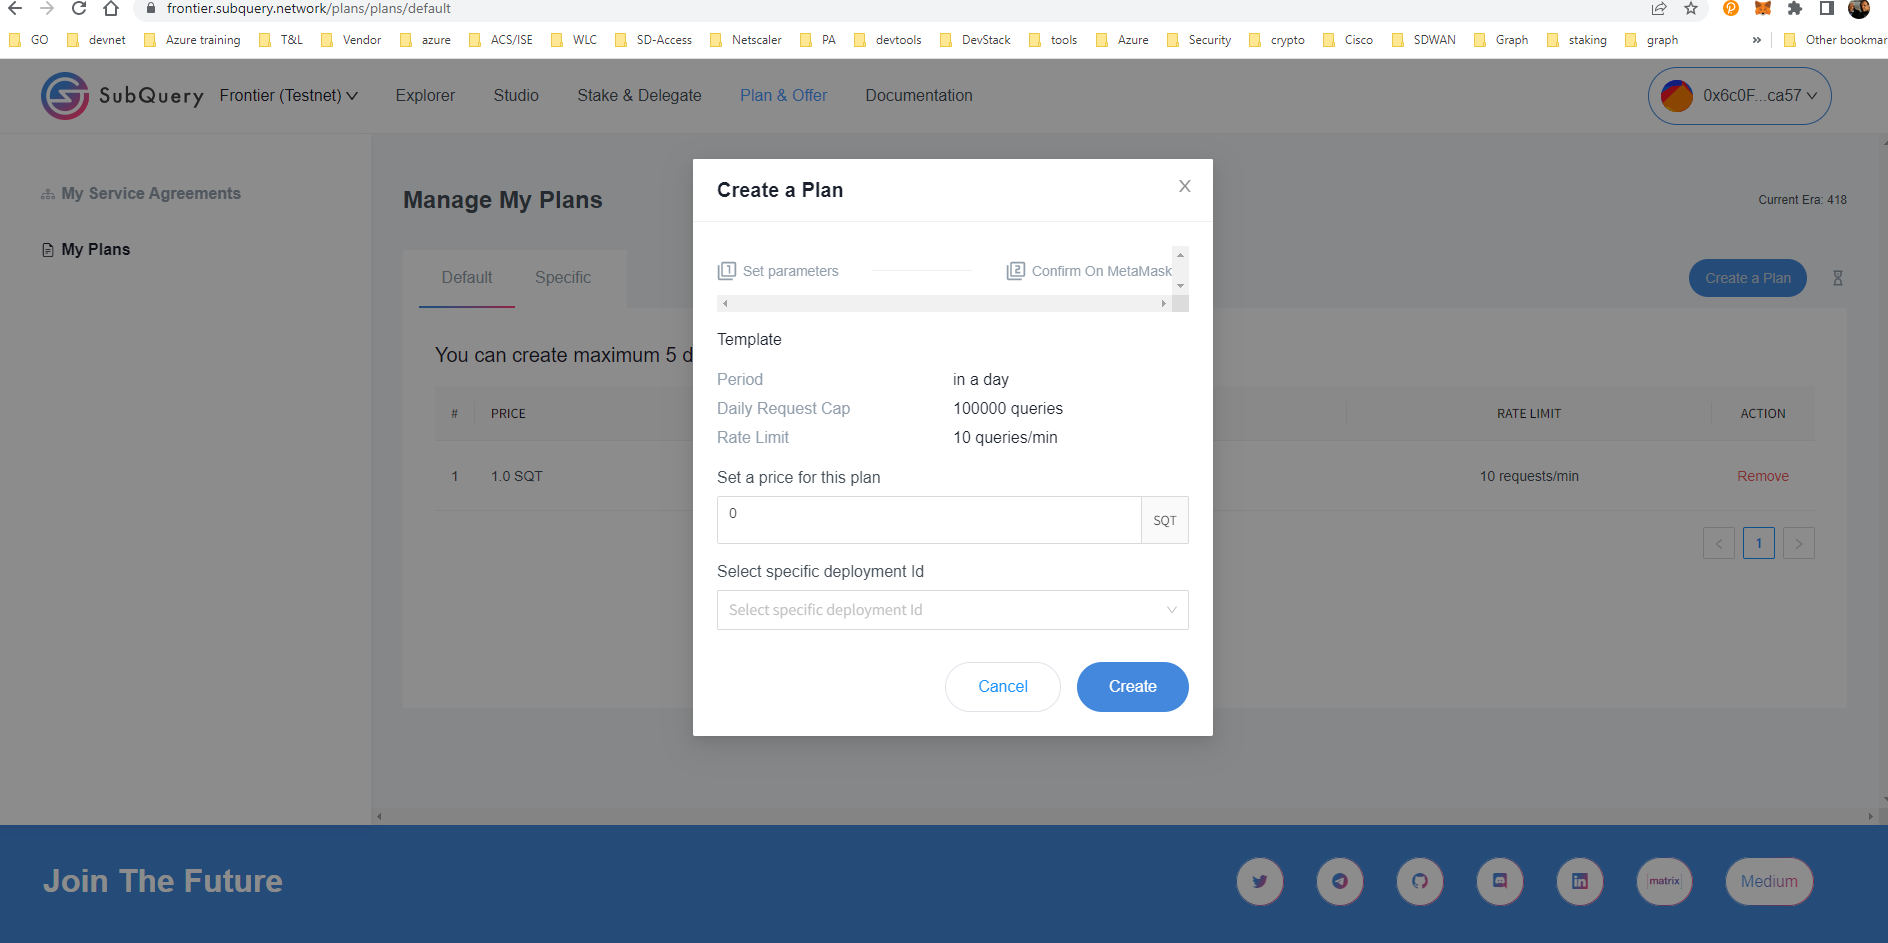 frontier.subquery.network/plans/plans/default
GO devnet Azure training T&L Vendor azure ACS/ISE WLC SD-Access Netscaler PA devtools DevStack tools Azure Security crypto Cisco SDWAN Graph staking graph » Other bookmar
SubQuery Frontier (Testnet) Explorer Studio Stake & Delegate Plan & Offer Documentation 0x6c0F...ca57
My Service Agreements
My Plans
Manage My Plans
Current Era: 418
Default Specific
Create a Plan
You can create maximum 5 d
# PRICE RATE LIMIT ACTION
1 1.0 SQT 10 requests/min Remove
< 1 >
Create a Plan
1 Set parameters 2 Confirm On MetaMask
Template
Period in a day
Daily Request Cap 100000 queries
Rate Limit 10 queries/min
Set a price for this plan
0 SQT
Select specific deployment Id
Select specific deployment Id
Cancel Create
Join The Future
in [matrix] Medium